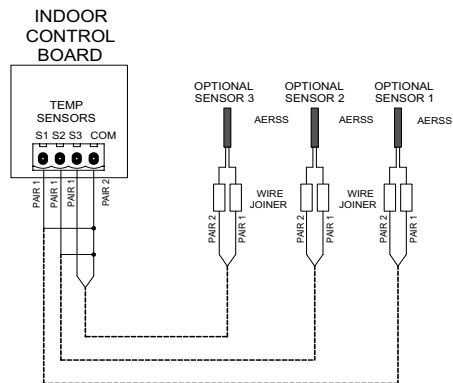 INDOOR
CONTROL
BOARD
TEMP
SENSORS
S1 S2 S3 COM
PAIR 1
PAIR 1
PAIR 1
PAIR 2
OPTIONAL
SENSOR 3
OPTIONAL
SENSOR 2
OPTIONAL
SENSOR 1
AERSS
AERSS
AERSS
WIRE
JOINER
WIRE
JOINER
PAIR 2
PAIR 1
PAIR 2
PAIR 1
PAIR 2
PAIR 1